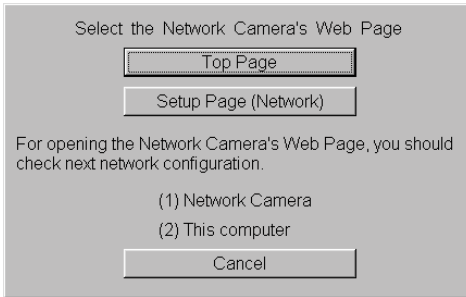 Select the Network Camera's Web Page
Top Page
Setup Page (Network)
For opening the Network Camera's Web Page, you should
check next network configuration.
(1) Network Camera
(2) This computer
Cancel